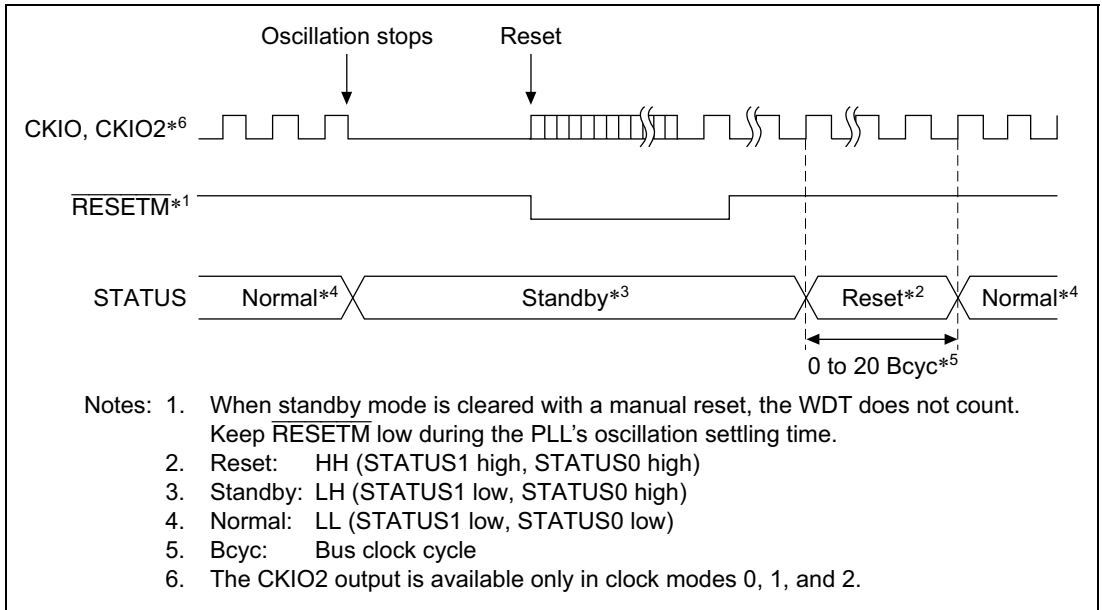 Oscillation stops Reset
CKIO, CKIO2*6
RESETM*1
STATUS Normal*4 Standby*3 Reset*2 Normal*4
0 to 20 Bcyc*5
Notes: 1. When standby mode is cleared with a manual reset, the WDT does not count.
Keep RESETM low during the PLL's oscillation settling time.
2. Reset: HH (STATUS1 high, STATUS0 high)
3. Standby: LH (STATUS1 low, STATUS0 high)
4. Normal: LL (STATUS1 low, STATUS0 low)
5. Bcyc: Bus clock cycle
6. The CKIO2 output is available only in clock modes 0, 1, and 2.